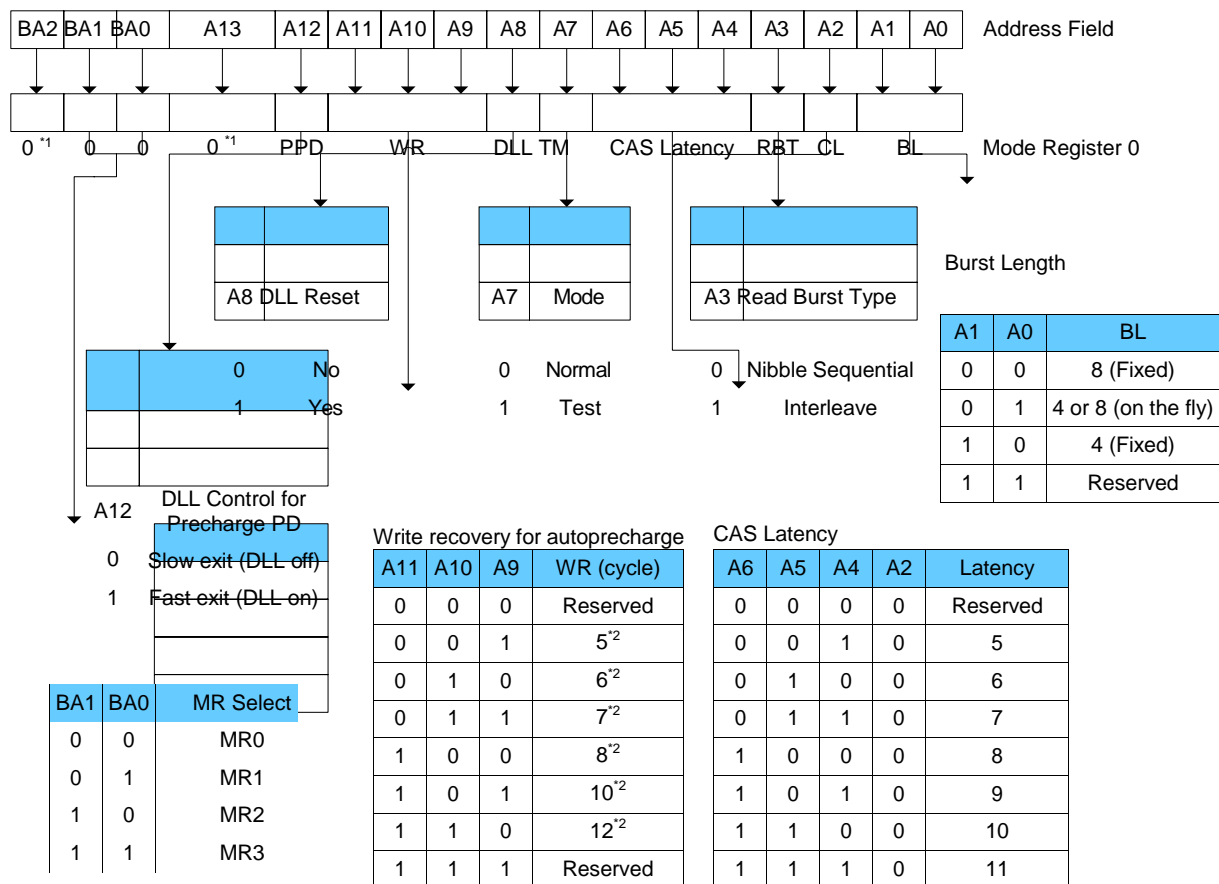 BA2 BA1 BA0 A13 A12 A11 A10 A9 A8 A7 A6 A5 A4 A3 A2 A1 A0 Address Field
0 *1 0 0 0 *1 PPD WR DLL TM CAS Latency RBT CL BL Mode Register 0
A8 DLL Reset
0 No
1 Yes
A7 Mode
0 Normal
1 Test
A3 Read Burst Type
0 Nibble Sequential
1 Interleave
Burst Length
A1 A0 BL
0 0 8 (Fixed)
0 1 4 or 8 (on the fly)
1 0 4 (Fixed)
1 1 Reserved
A12 DLL Control for
Precharge PD
0 Slow exit (DLL off)
1 Fast exit (DLL on)
BA1 BA0 MR Select
0 0 MR0
0 1 MR1
1 0 MR2
1 1 MR3
Write recovery for autoprecharge
A11 A10 A9 WR (cycle)
0 0 0 Reserved
0 0 1 5*2
0 1 0 6*2
0 1 1 7*2
1 0 0 8*2
1 0 1 10*2
1 1 0 12*2
1 1 1 Reserved
CAS Latency
A6 A5 A4 A2 Latency
0 0 0 0 Reserved
0 0 1 0 5
0 1 0 0 6
0 1 1 0 7
1 0 0 0 8
1 0 1 0 9
1 1 0 0 10
1 1 1 0 11